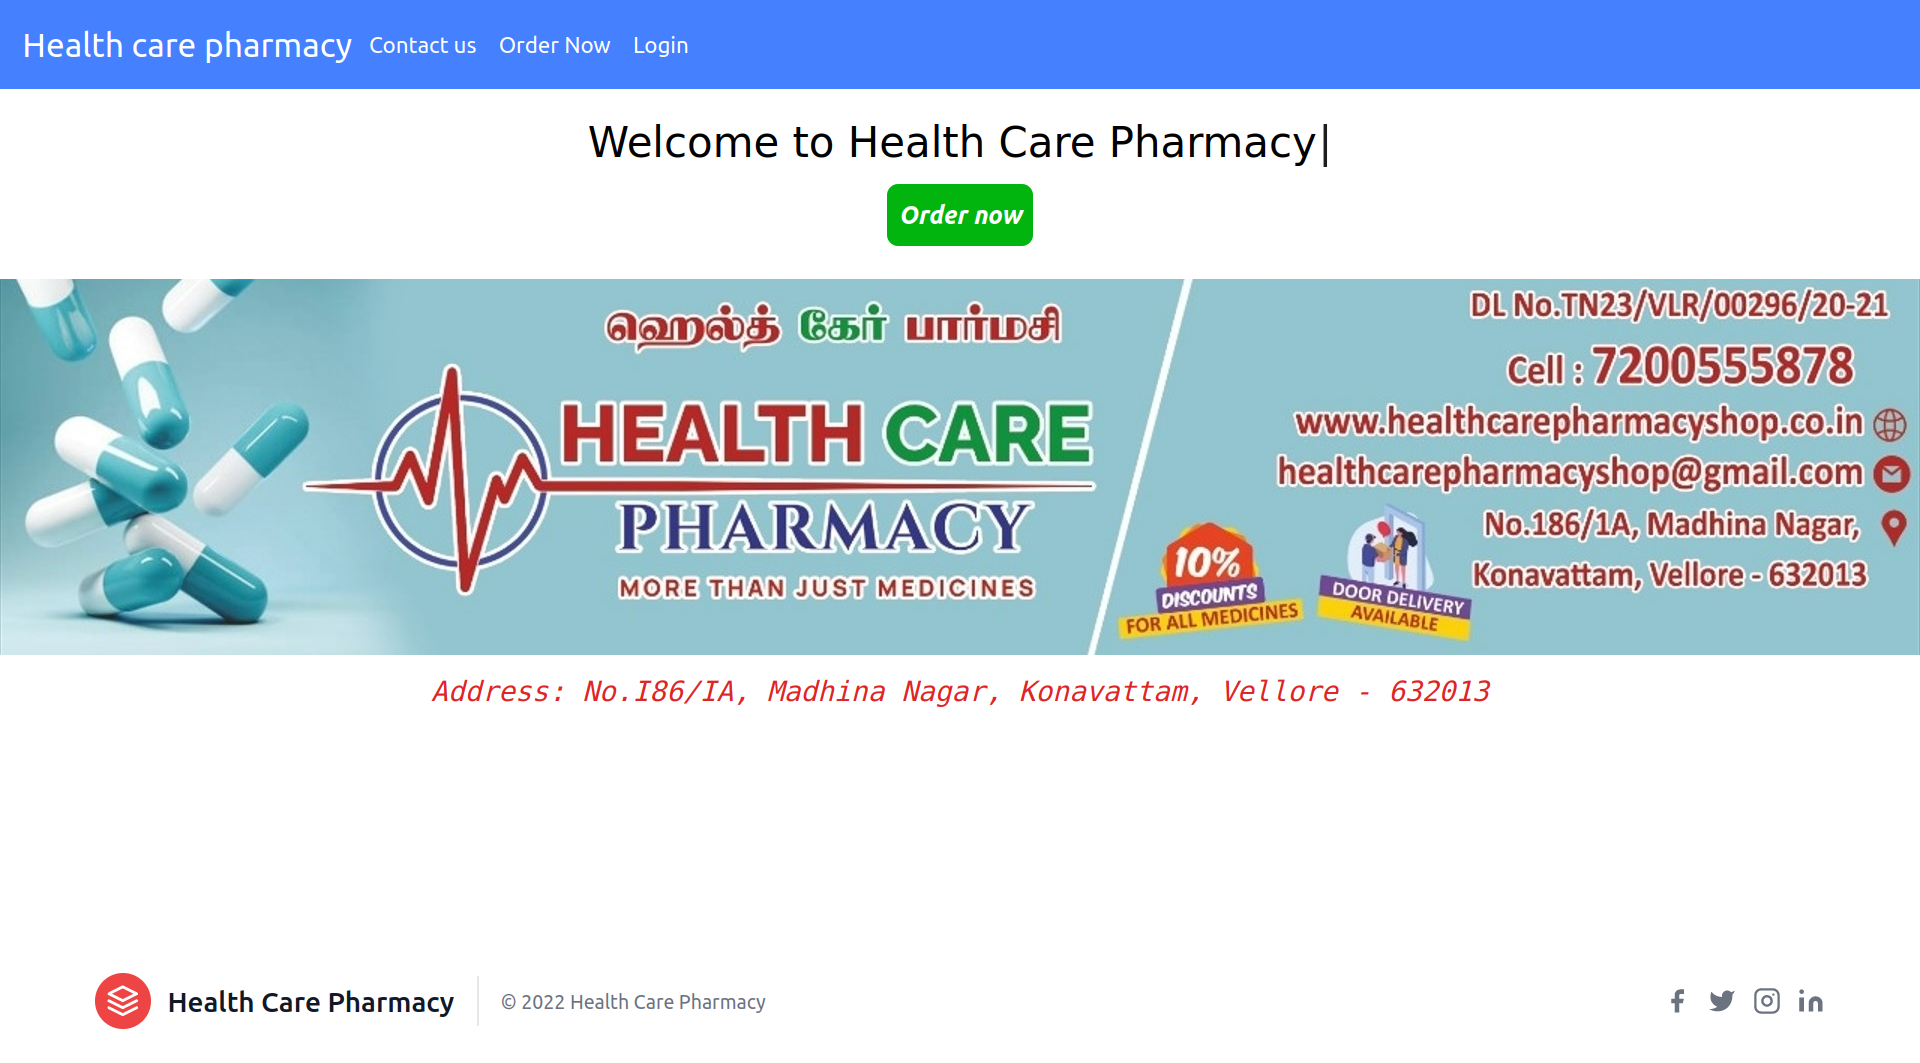 Health care pharmacy Contact us Order Now Login
Welcome to Health Care Pharmacy|
Order now
ஹெல்த் கேர் பார்மசி
HEALTH CARE
PHARMACY
MORE THAN JUST MEDICINES
DL No.TN23/VLR/00296/20-21
Cell : 7200555878
www.healthcarepharmacyshop.co.in
healthcarepharmacyshop@gmail.com
No.186/1A, Madhina Nagar,
Konavattam, Vellore - 632013
10%
DISCOUNTS
FOR ALL MEDICINES
DOOR DELIVERY
AVAILABLE
Address: No.I86/IA, Madhina Nagar, Konavattam, Vellore - 632013
Health Care Pharmacy
© 2022 Health Care Pharmacy